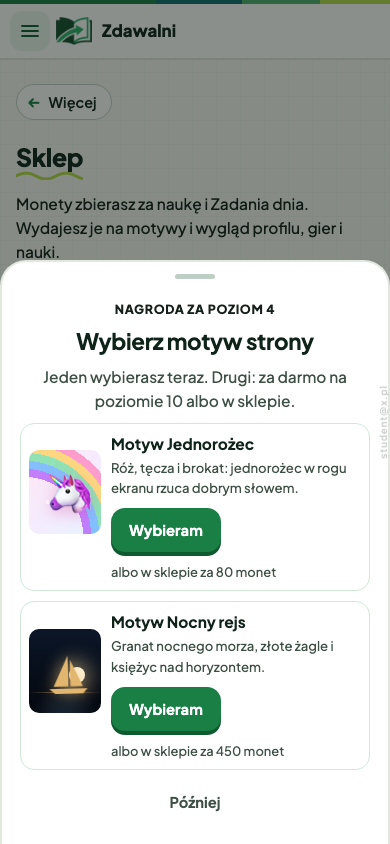 Zdawalni
Więcej
Sklep
Monety zbierasz za naukę i Zadania dnia.
Wydajesz je na motywy i wygląd profilu, gier i
nauki.
NAGRODA ZA POZIOM 4
Wybierz motyw strony
Jeden wybierasz teraz. Drugi: za darmo na
poziomie 10 albo w sklepie.
Motyw Jednorożec
Róż, tęcza i brokat: jednorożec w rogu
ekranu rzuca dobrym słowem.
Wybieram
albo w sklepie za 80 monet
Motyw Nocny rejs
Granat nocnego morza, złote żagle i
księżyc nad horyzontem.
Wybieram
albo w sklepie za 450 monet
Później
student@x.pl